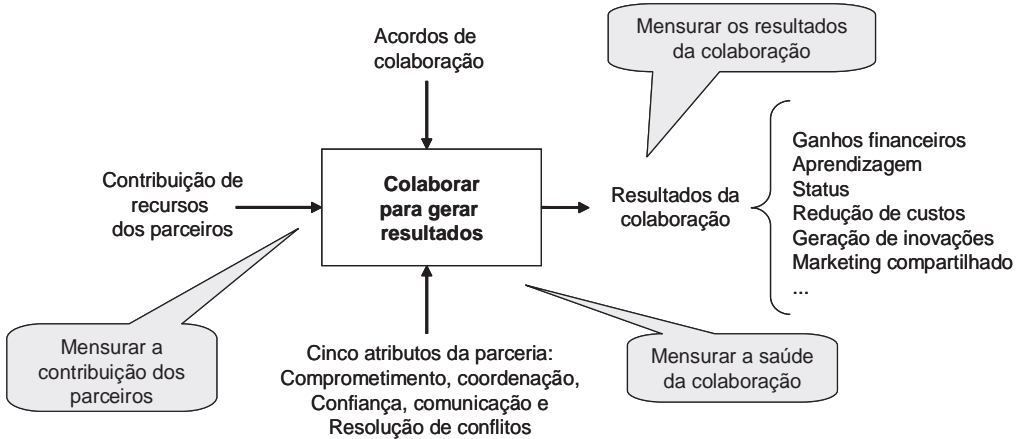 Acordos de
colaboração
Mensurar os resultados
da colaboração
Contribuição de
recursos
dos parceiros
Colaborar
para gerar
resultados
Resultados da
colaboração
Ganhos financeiros
Aprendizagem
Status
Redução de custos
Geração de inovações
Marketing compartilhado
...
Mensurar a
contribuição dos
parceiros
Cinco atributos da parceria:
Comprometimento, coordenação,
Confiança, comunicação e
Resolução de conflitos
Mensurar a saúde
da colaboração